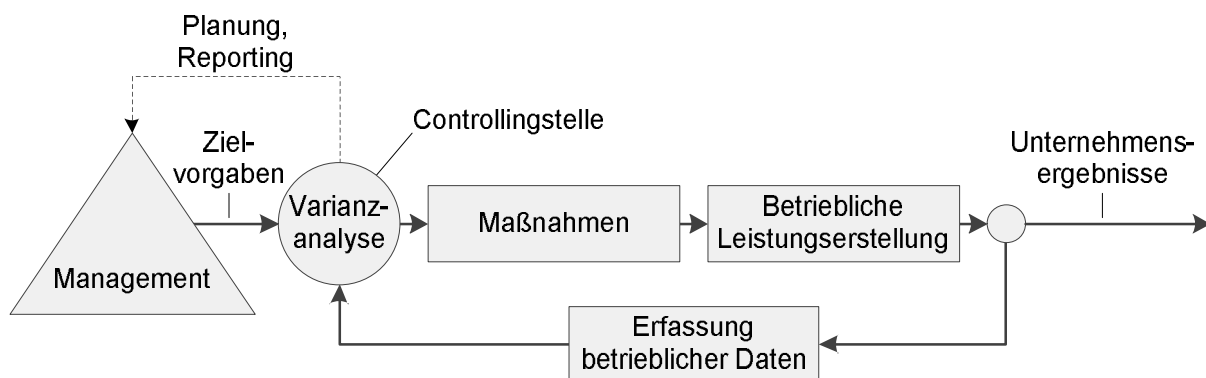 Planung,
Reporting
Controllingstelle
Ziel-
vorgaben
Unternehmens-
ergebnisse
Varianz-
analyse
Maßnahmen
Betriebliche
Leistungserstellung
Management
Erfassung
betrieblicher Daten